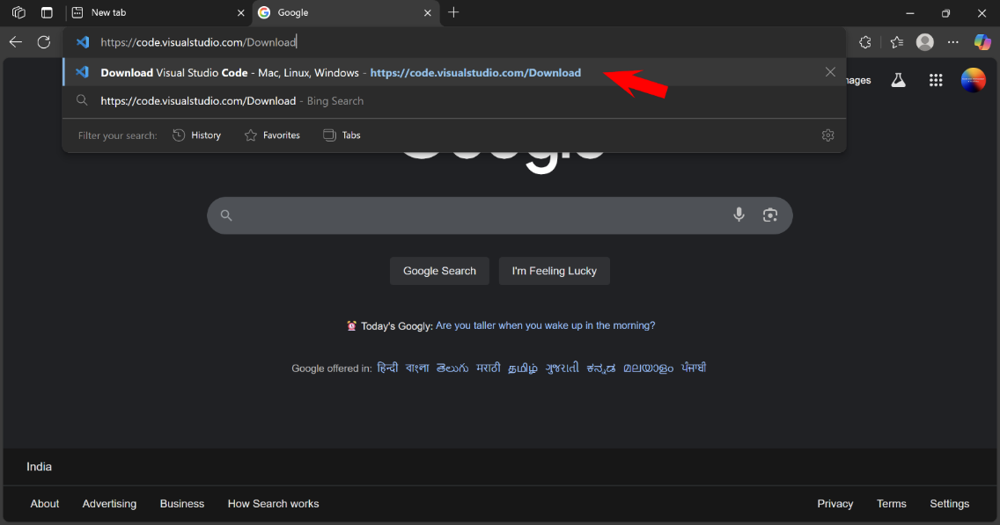 New tab
Google
https://code.visualstudio.com/Download
Download Visual Studio Code - Mac, Linux, Windows - https://code.visualstudio.com/Download
https://code.visualstudio.com/Download - Bing Search
Filter your search: History Favorites Tabs
Google Search I'm Feeling Lucky
Today's Googly: Are you taller when you wake up in the morning?
Google offered in: हिन्दी বাংলা తెలుగు मराठी தமிழ் ગુજરાતી ಕನ್ನಡ മലയാളം ਪੰਜਾਬੀ
India
About Advertising Business How Search works Privacy Terms Settings